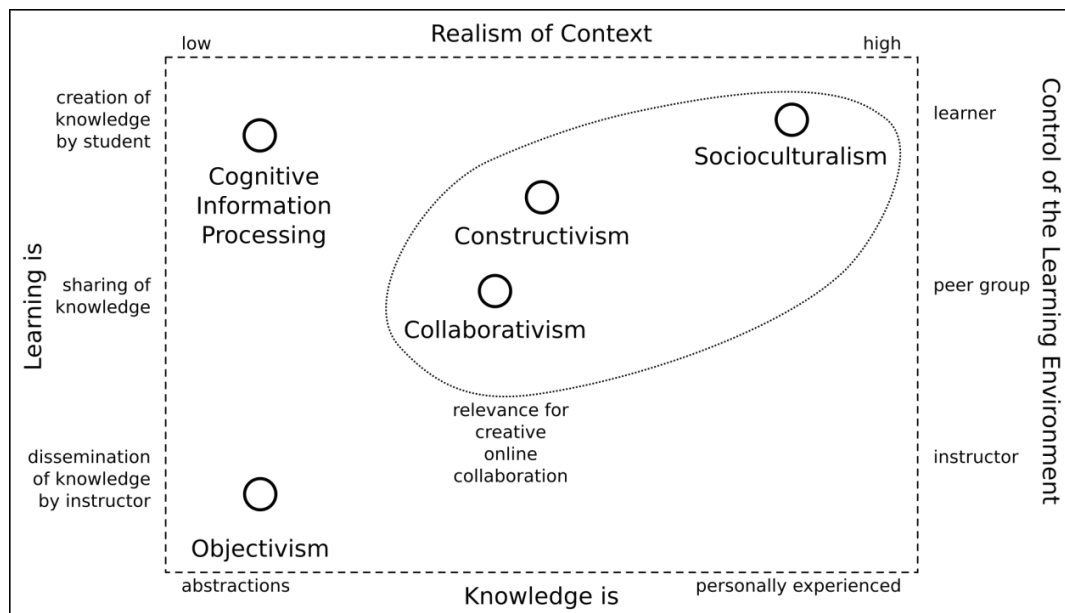 Realism of Context
low
high
creation of
knowledge
by student
learner
Cognitive
Information
Processing
Socioculturalism
Constructivism
Learning is
sharing of
knowledge
peer group
Control of the Learning Environment
Collaborativism
relevance for
creative
online
collaboration
dissemination
of knowledge
by instructor
instructor
Objectivism
abstractions
Knowledge is
personally experienced